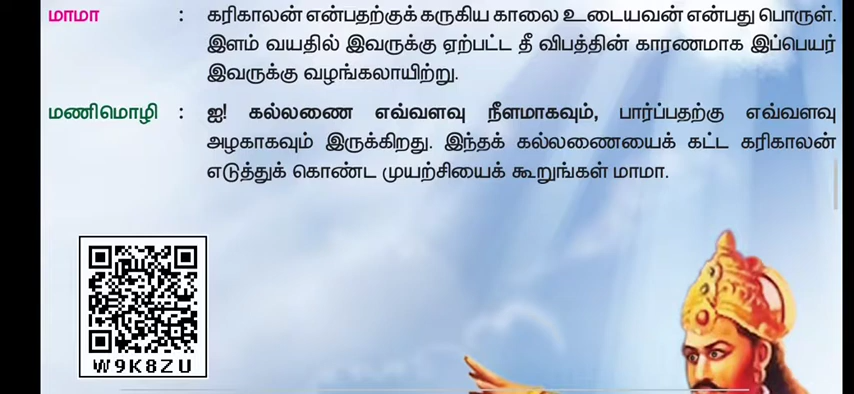 மாமா : கரிகாலன் என்பதற்குக் கருகிய காலை உடையவன் என்பது பொருள்.
இளம் வயதில் இவருக்கு ஏற்பட்ட தீ விபத்தின் காரணமாக இப்பெயர்
இவருக்கு வழங்கலாயிற்று.
மணிமொழி : ஐ! கல்லணை எவ்வளவு நீளமாகவும், பார்ப்பதற்கு எவ்வளவு
அழகாகவும் இருக்கிறது. இந்தக் கல்லணையைக் கட்ட கரிகாலன்
எடுத்துக் கொண்ட முயற்சியைக் கூறுங்கள் மாமா.
W9K8ZU